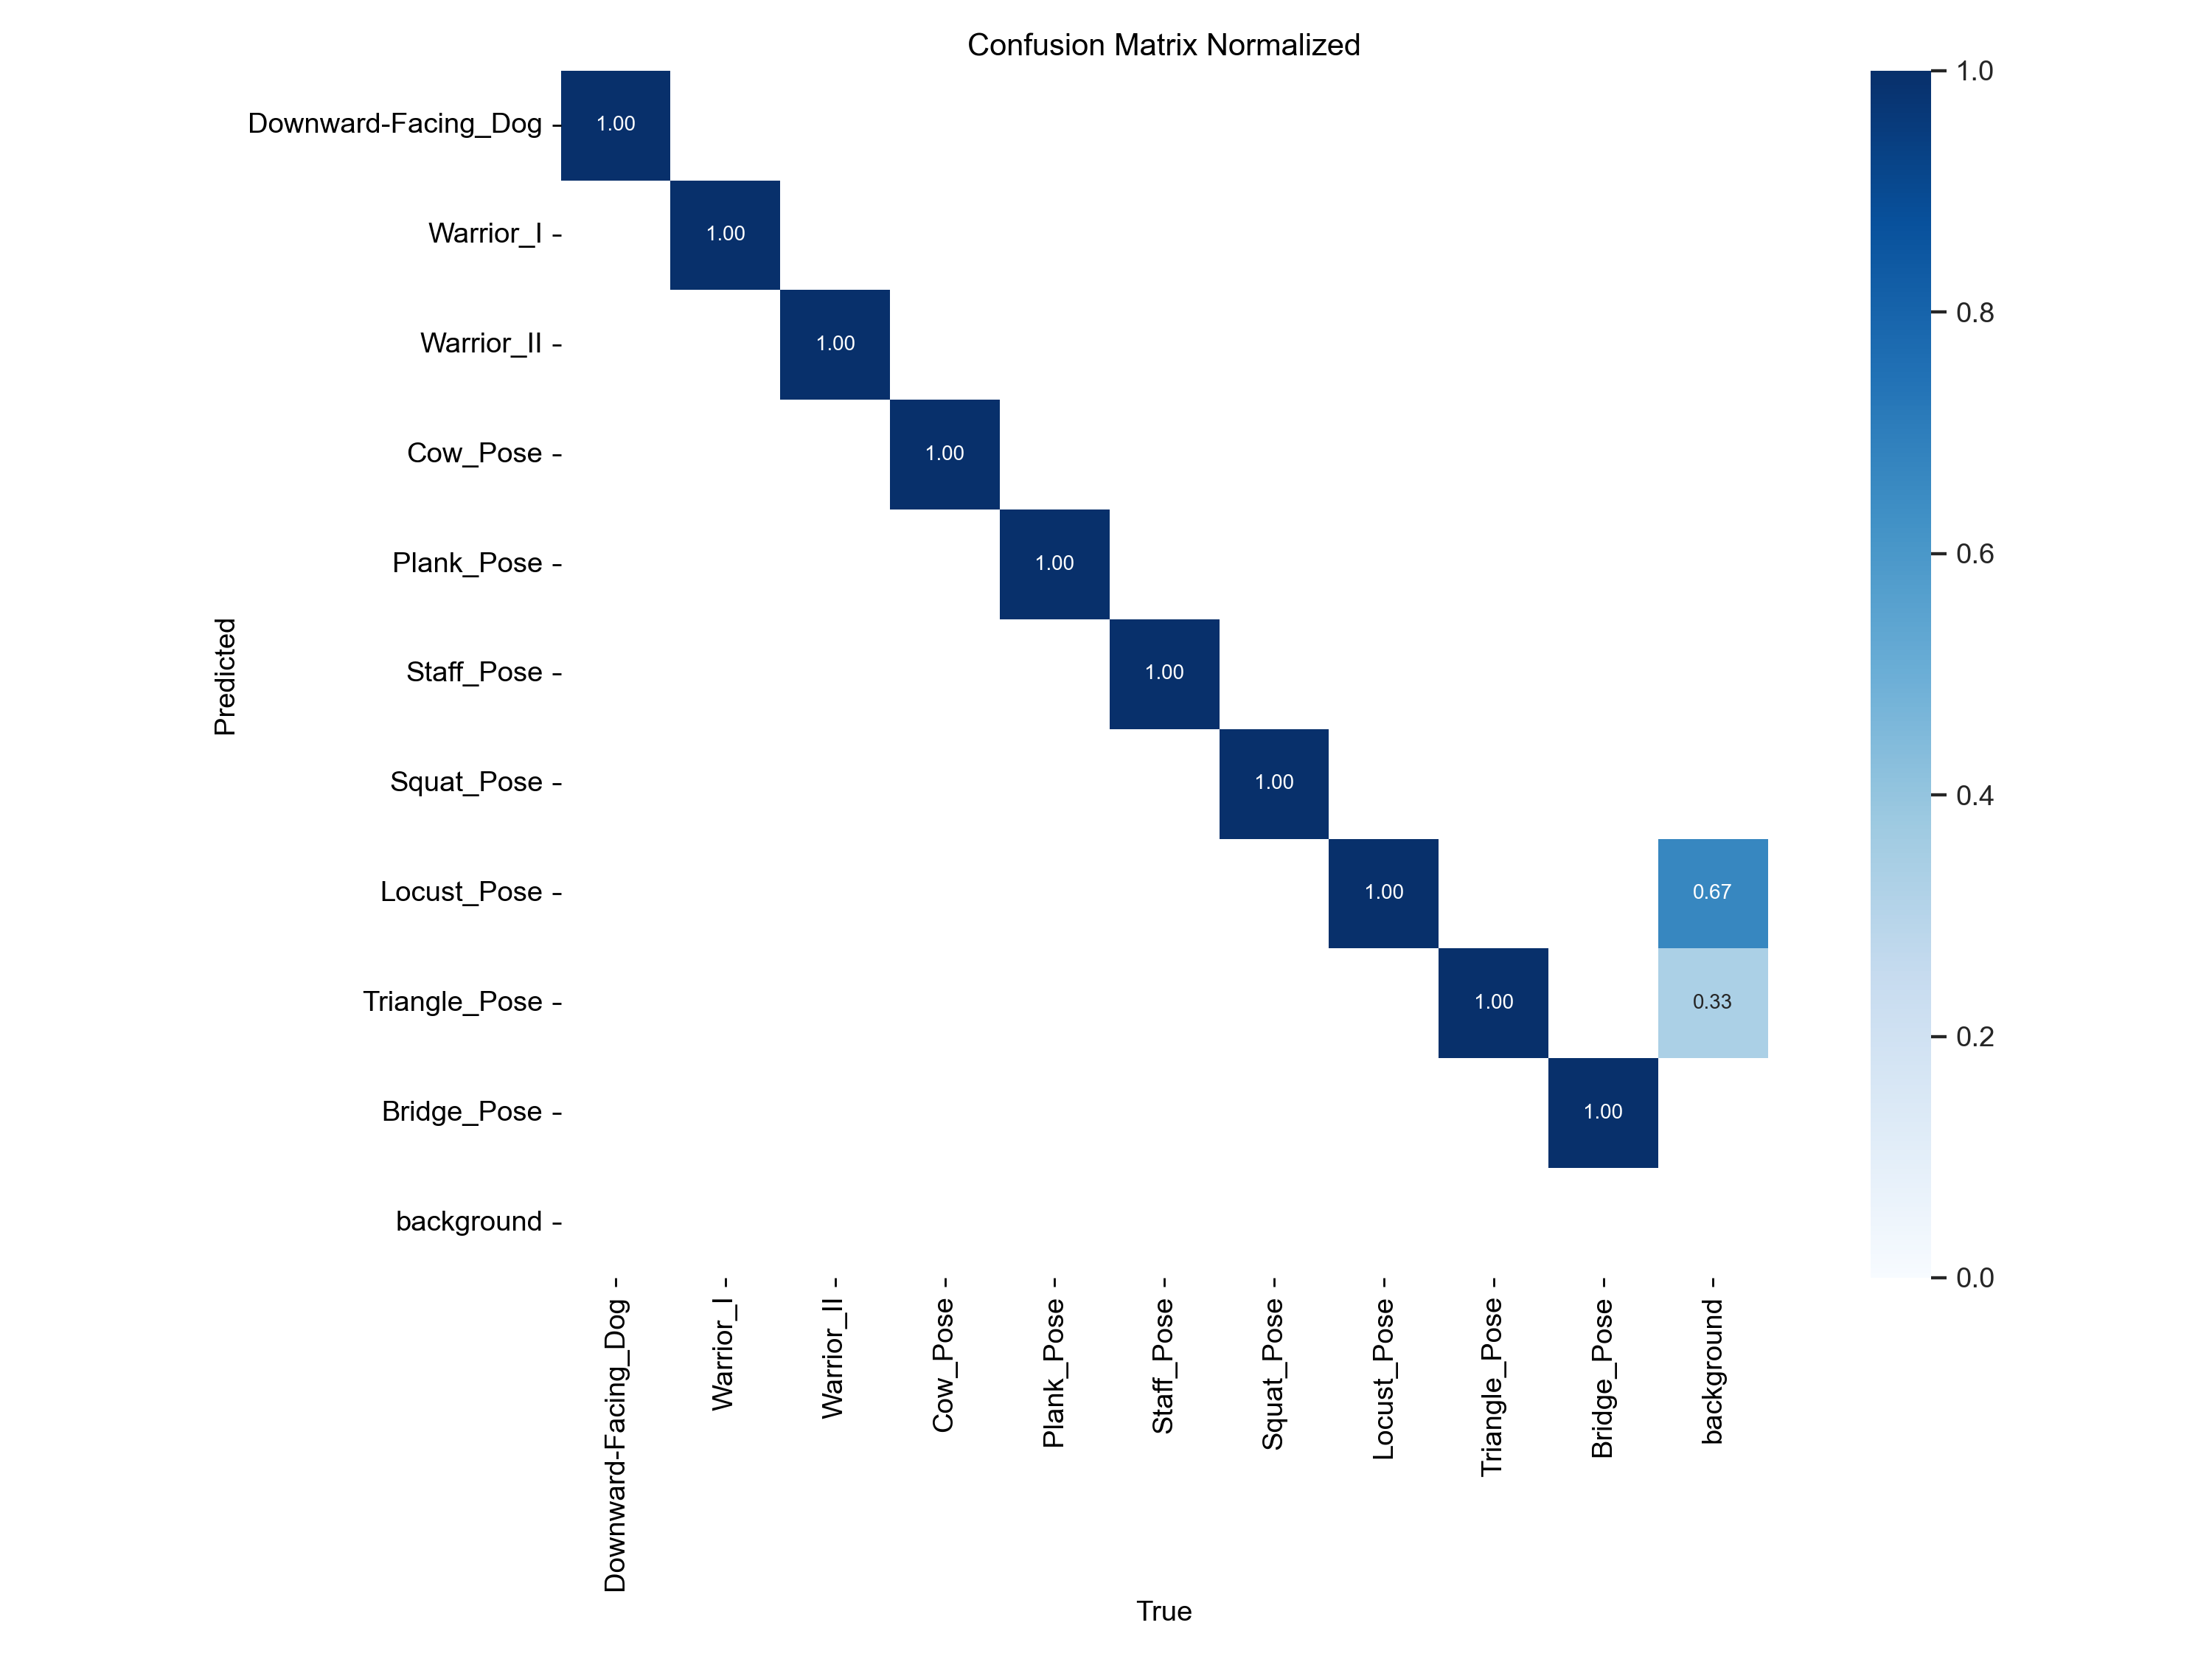 Confusion Matrix Normalized
Downward-Facing_Dog
Warrior_I
Warrior_II
Cow_Pose
Plank_Pose
Staff_Pose
Squat_Pose
Locust_Pose
Triangle_Pose
Bridge_Pose
background
Predicted
1.00
1.00
1.00
1.00
1.00
1.00
1.00
1.00 0.67
1.00 0.33
1.00
1.0
0.8
0.6
0.4
0.2
0.0
Downward-Facing_Dog
Warrior_I
Warrior_II
Cow_Pose
Plank_Pose
Staff_Pose
Squat_Pose
Locust_Pose
Triangle_Pose
Bridge_Pose
background
True